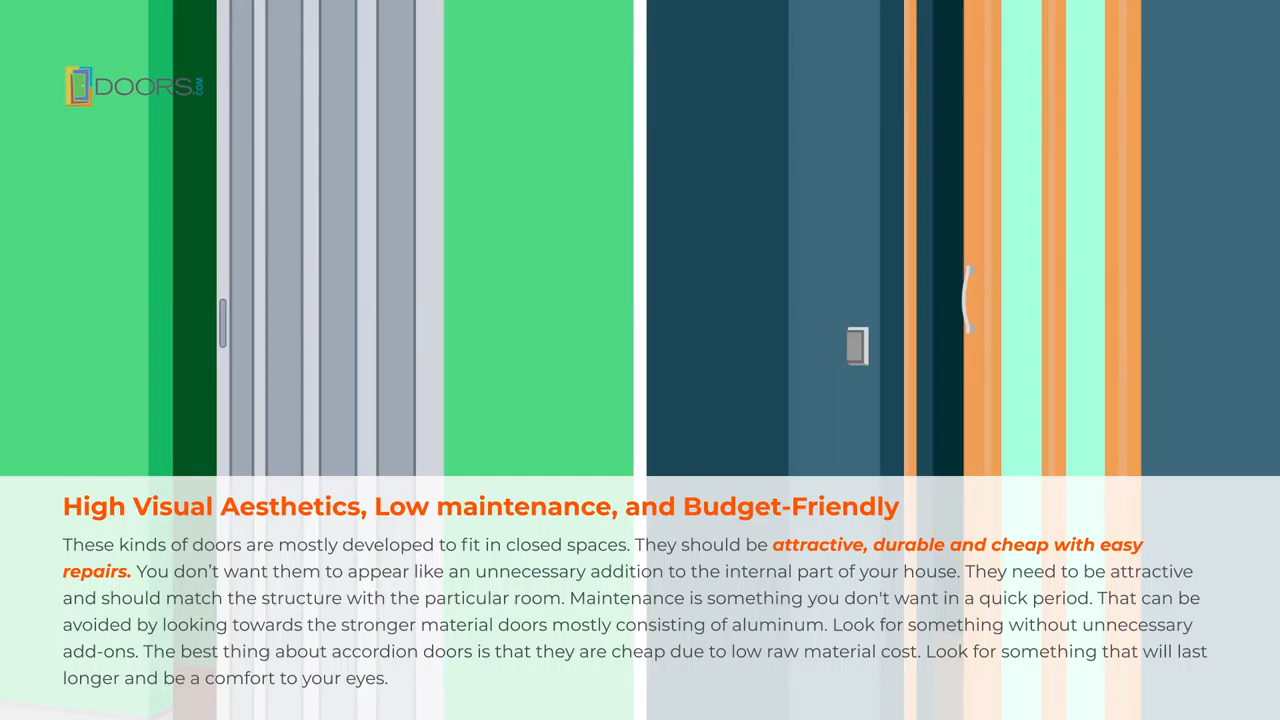 DOORS.COM
High Visual Aesthetics, Low maintenance, and Budget-Friendly
These kinds of doors are mostly developed to fit in closed spaces. They should be attractive, durable and cheap with easy
repairs. You don’t want them to appear like an unnecessary addition to the internal part of your house. They need to be attractive
and should match the structure with the particular room. Maintenance is something you don't want in a quick period. That can be
avoided by looking towards the stronger material doors mostly consisting of aluminum. Look for something without unnecessary
add-ons. The best thing about accordion doors is that they are cheap due to low raw material cost. Look for something that will last
longer and be a comfort to your eyes.